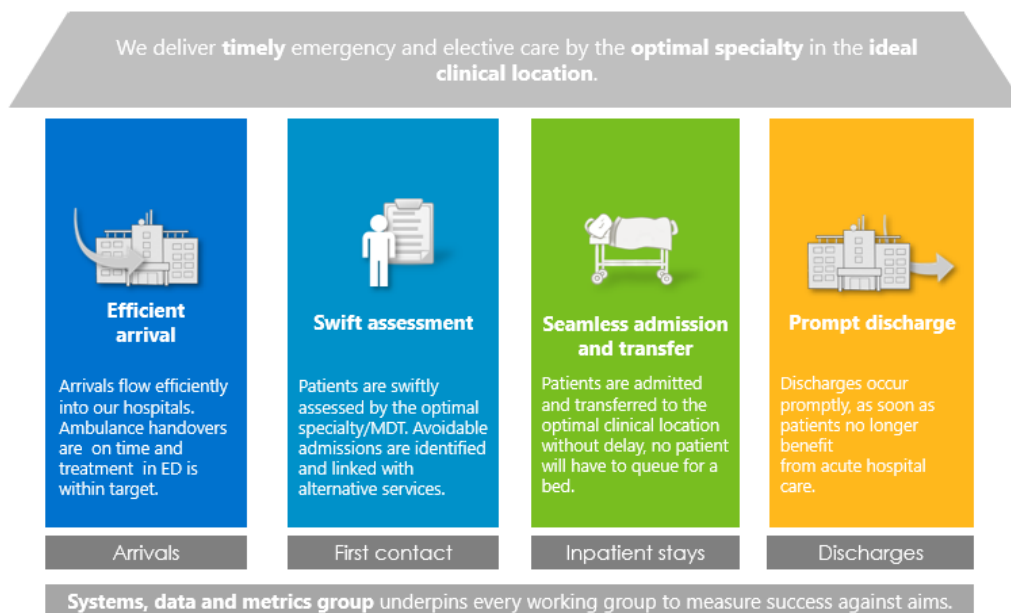 We deliver timely emergency and elective care by the optimal specialty in the ideal
clinical location.
Efficient
arrival
Arrivals flow efficiently
into our hospitals.
Ambulance handovers
are on time and
treatment in ED is
within target.
Arrivals
Swift assessment
Patients are swiftly
assessed by the optimal
specialty/MDT. Avoidable
admissions are identified
and linked with
alternative services.
First contact
Seamless admission
and transfer
Patients are admitted
and transferred to the
optimal clinical location
without delay, no patient
will have to queue for a
bed.
Inpatient stays
Prompt discharge
Discharges occur
promptly, as soon as
patients no longer
benefit
from acute hospital
care.
Discharges
Systems, data and metrics group underpins every working group to measure success against aims.